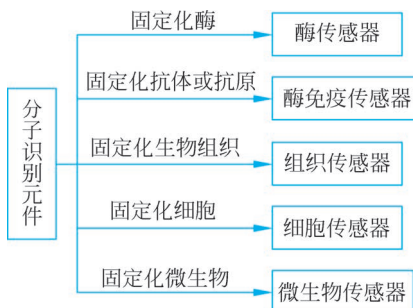 分子识别元件
固定化酶
酶传感器
固定化抗体或抗原
酶免疫传感器
固定化生物组织
组织传感器
固定化细胞
细胞传感器
固定化微生物
微生物传感器